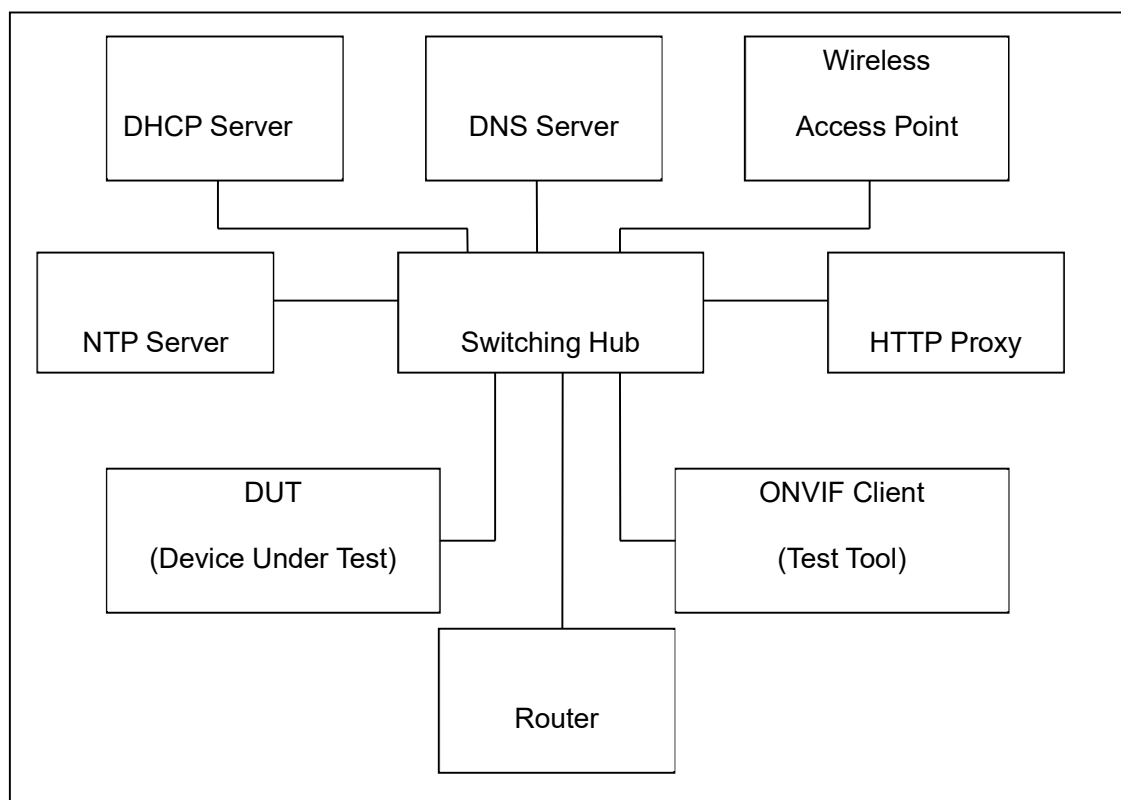 DHCP Server
DNS Server
Wireless
Access Point
NTP Server
Switching Hub
HTTP Proxy
DUT
(Device Under Test)
ONVIF Client
(Test Tool)
Router